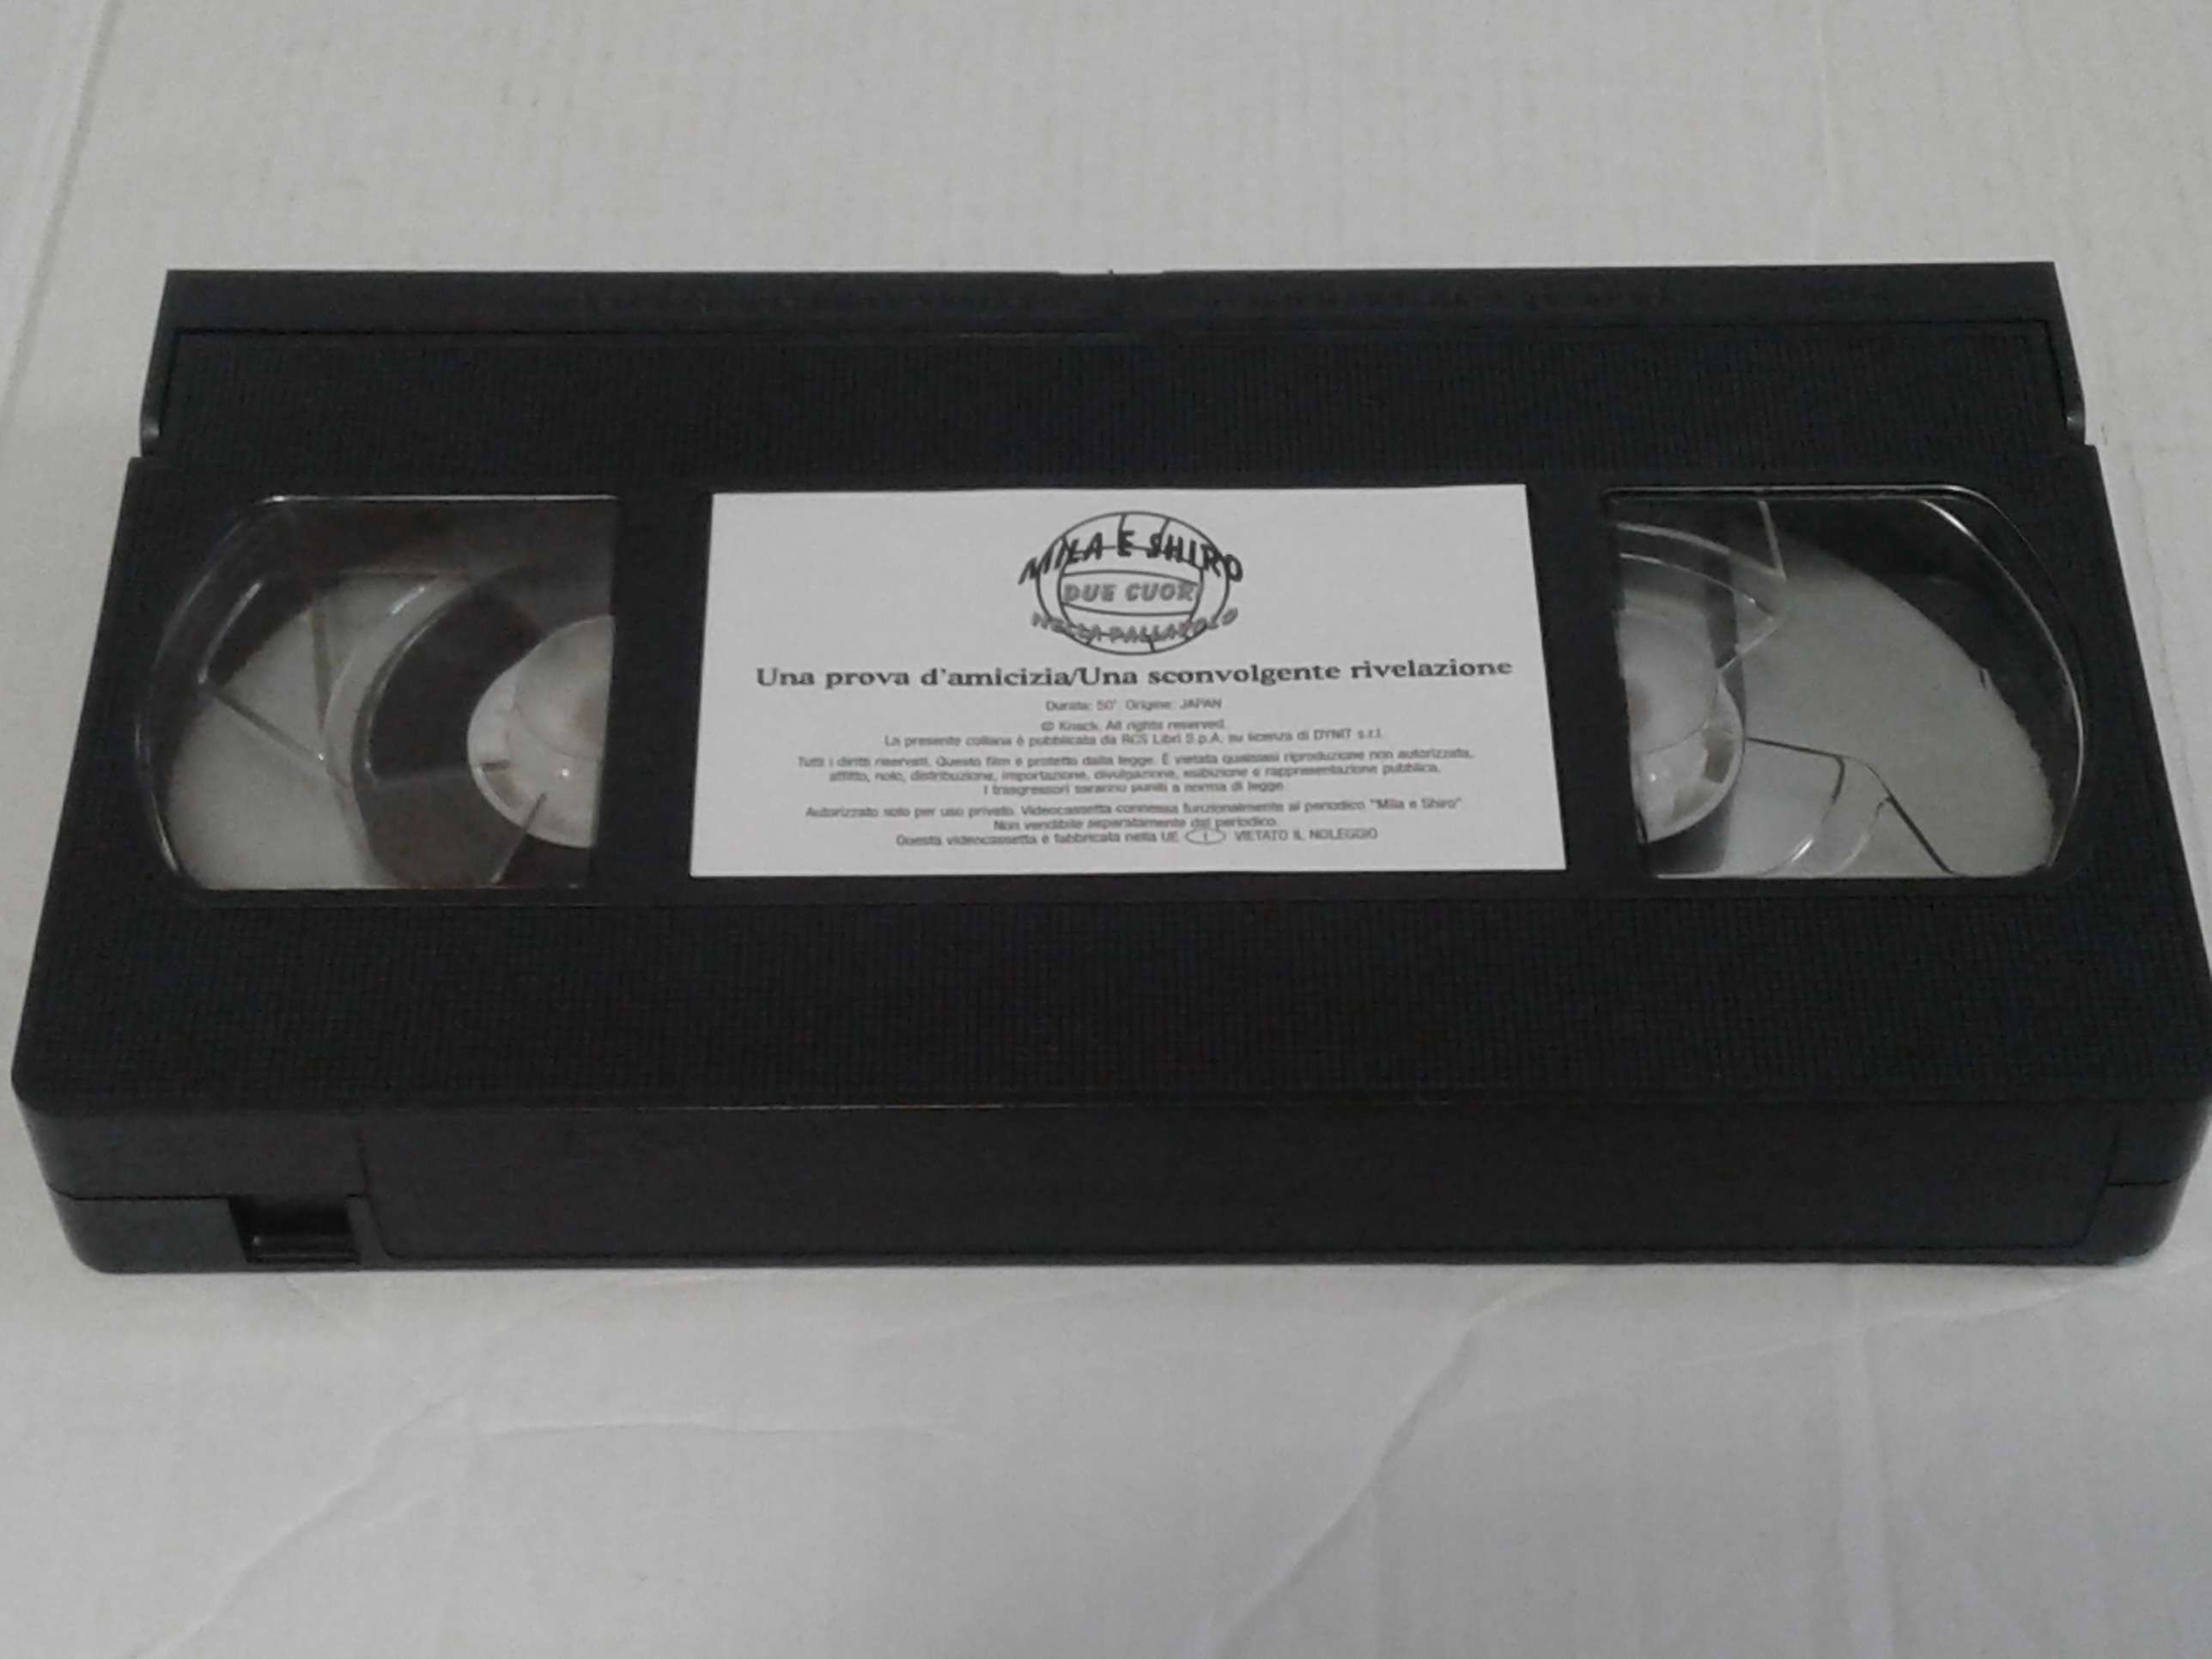 MILA E SHIRO
DUE CUORI
NELLA PALLAVOLO
Una prova d'amicizia/Una sconvolgente rivelazione
Durata: 50' Origine: JAPAN
© Knack. All rights reserved.
La presente collana è pubblicata da RCS Libri S.p.A. su licenza di DYNIT s.r.l.
Tutti i diritti riservati. Questo film è protetto dalla legge. È vietata qualsiasi riproduzione non autorizzata,
affitto, nolo, distribuzione, importazione, divulgazione, esibizione e rappresentazione pubblica.
I trasgressori saranno puniti a norma di legge.
Autorizzato solo per uso privato. Videocassetta connessa funzionalmente al periodico "Mila e Shiro"
Non vendibile separatamente dal periodico.
Questa videocassetta è fabbricata nella UE I VIETATO IL NOLEGGIO